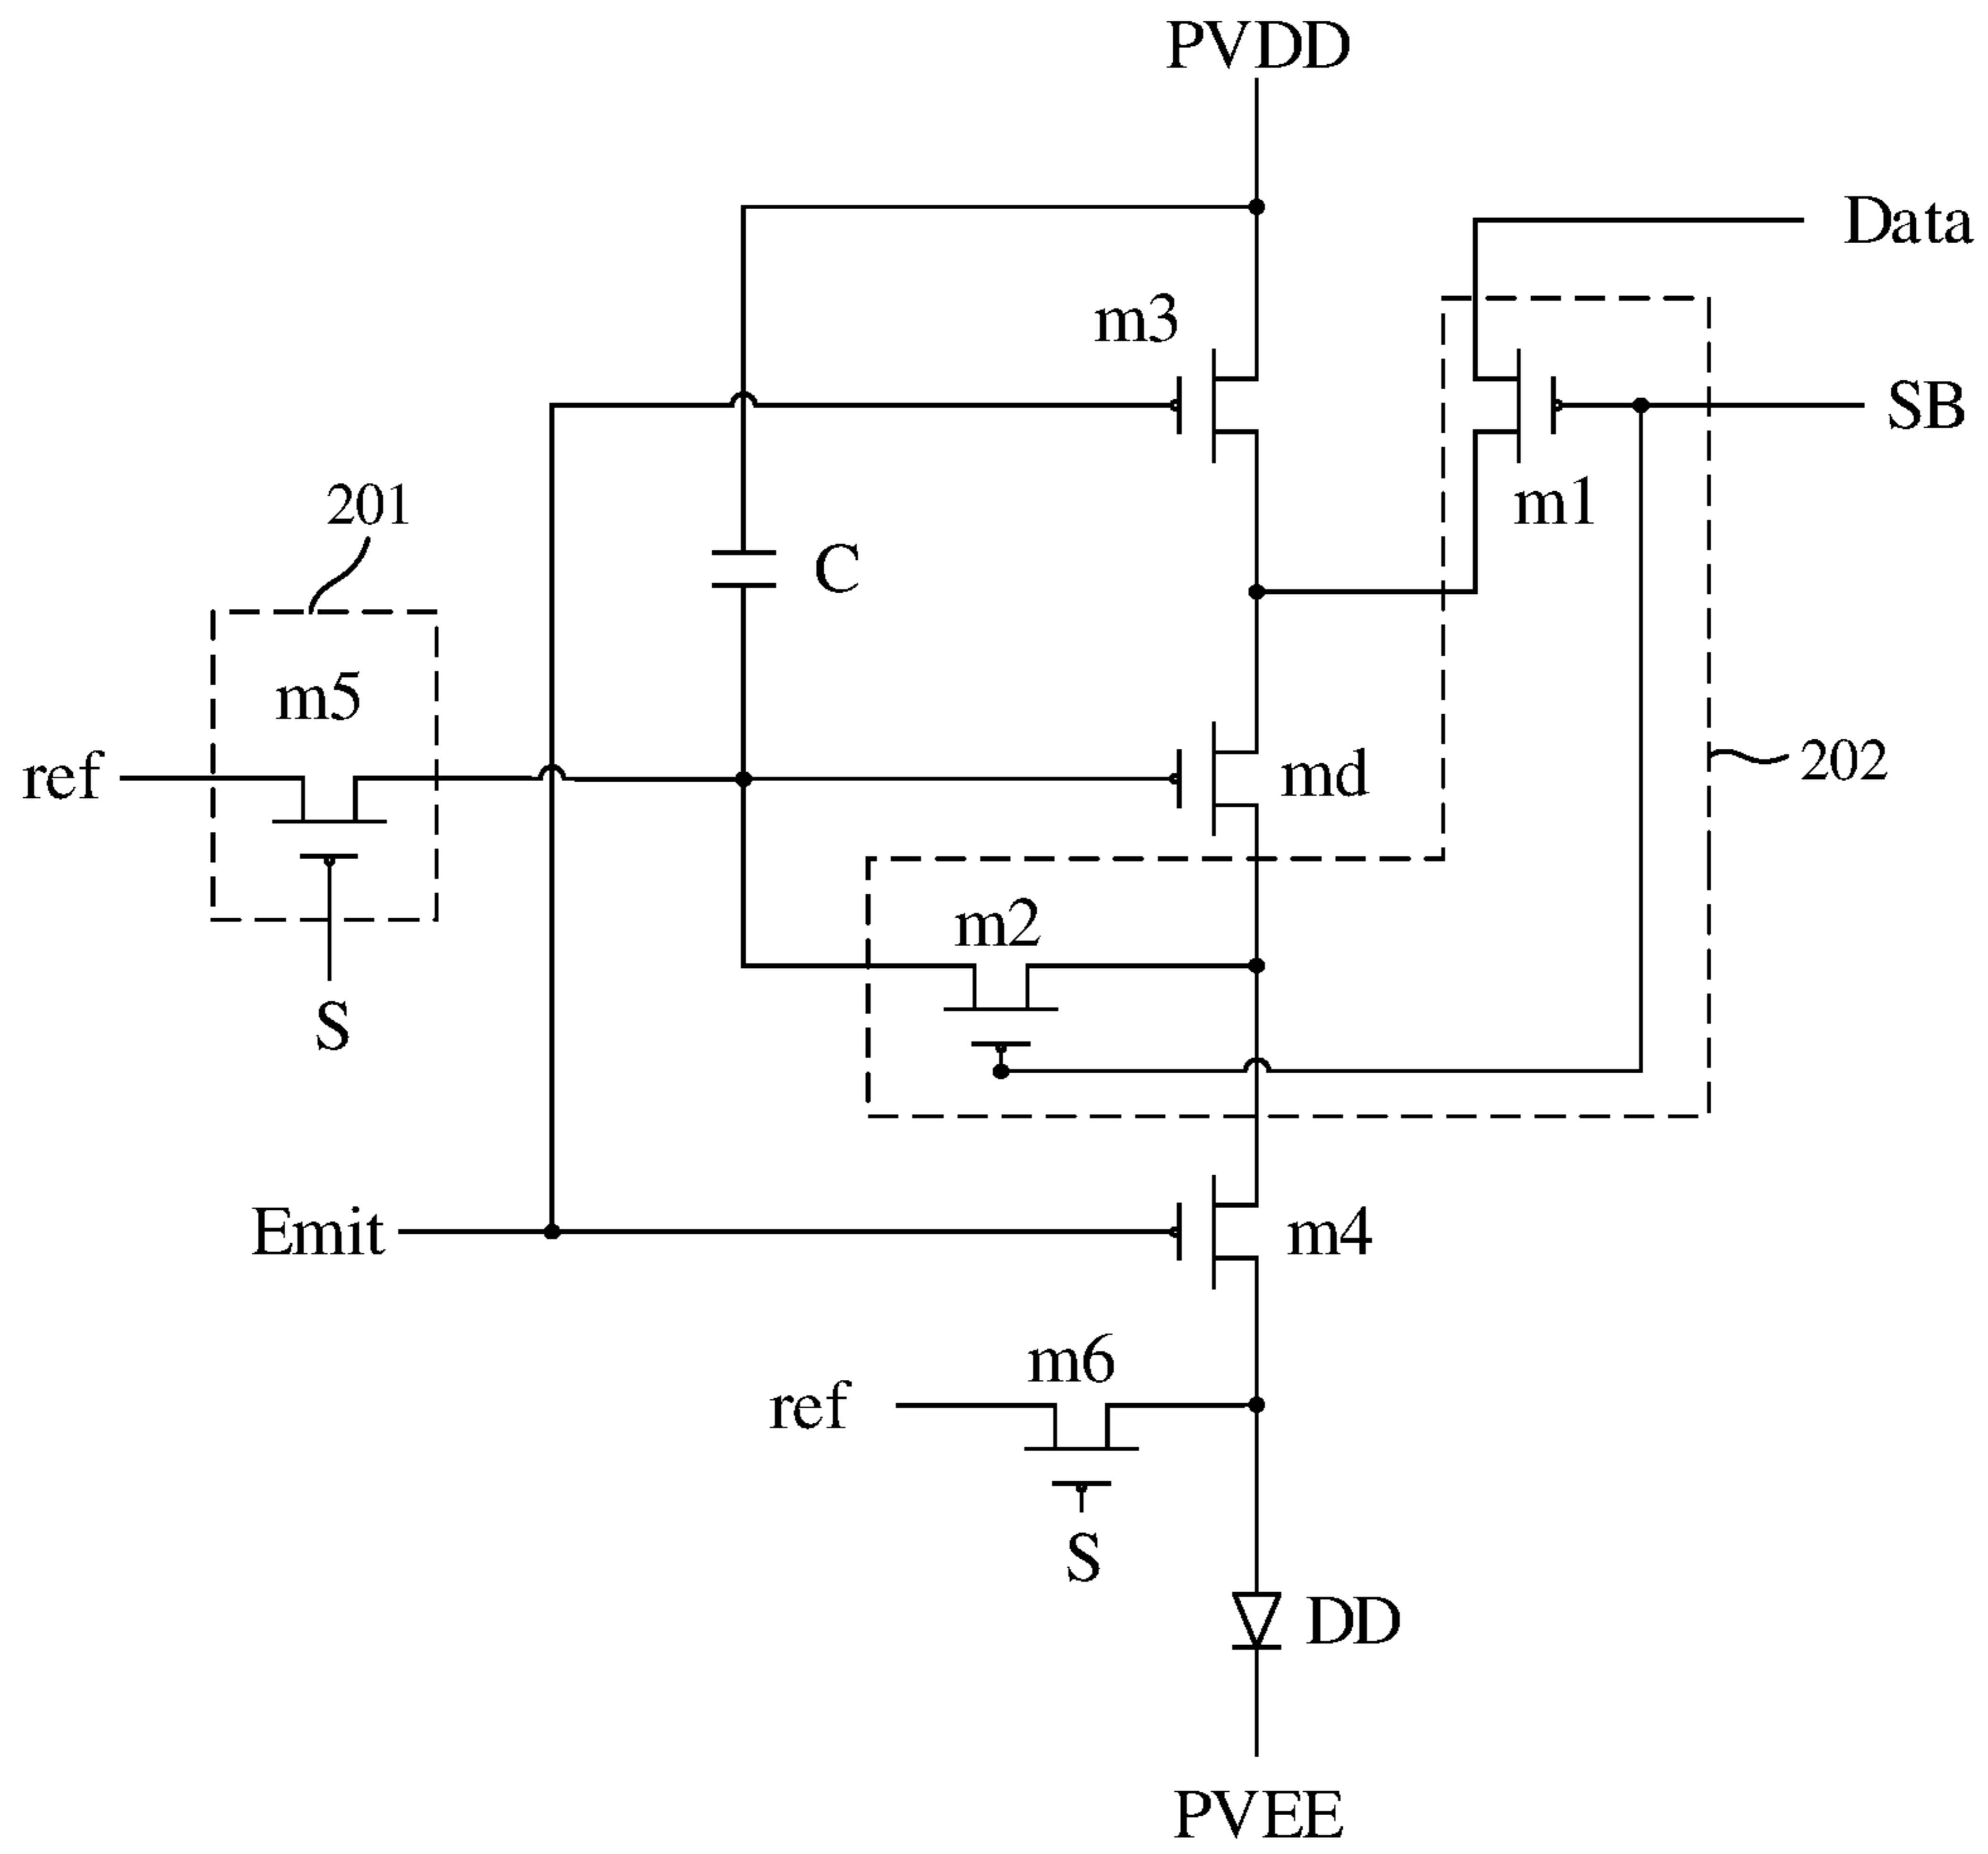 PVDD
Data
m3
SB
201
m1
C
m5
ref
md
202
m2
S
Emit
m4
m6
ref
S
DD
PVEE